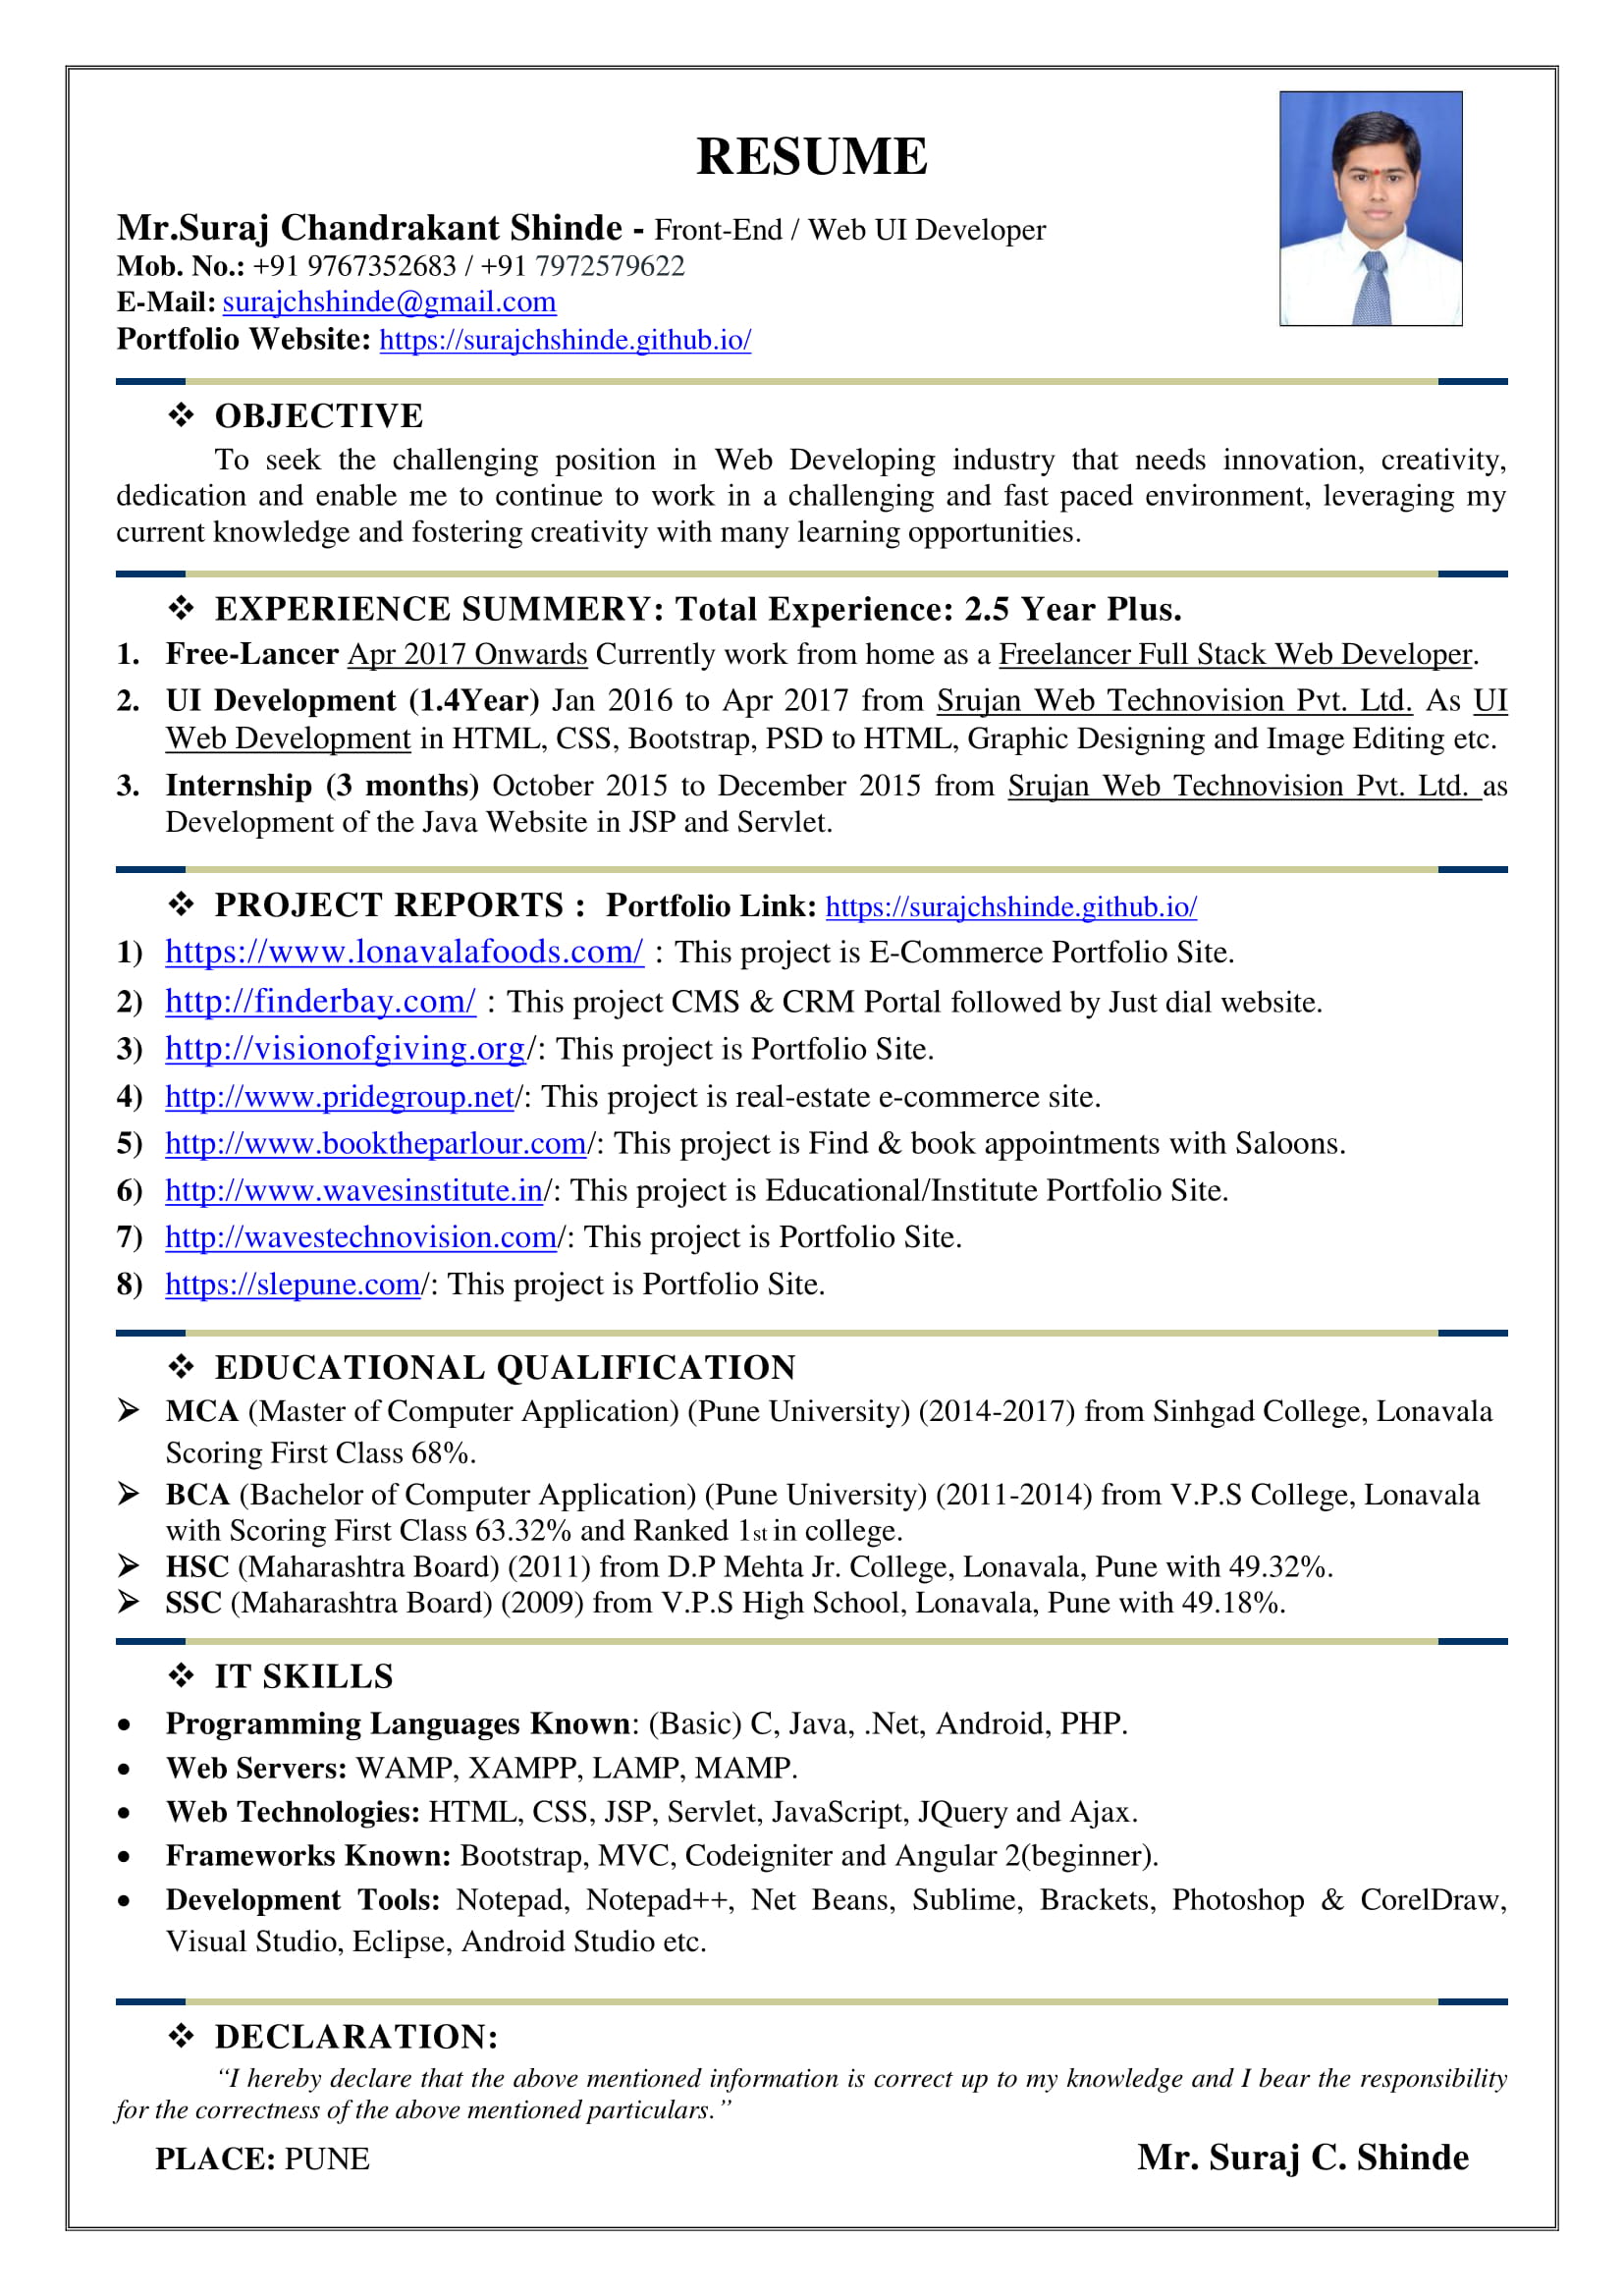 RESUME
Mr.Suraj Chandrakant Shinde - Front-End / Web UI Developer
Mob. No.: +91 9767352683 / +91 7972579622
E-Mail: surajchshinde@gmail.com
Portfolio Website: https://surajchshinde.github.io/
❖ OBJECTIVE
To seek the challenging position in Web Developing industry that needs innovation, creativity,
dedication and enable me to continue to work in a challenging and fast paced environment, leveraging my
current knowledge and fostering creativity with many learning opportunities.
❖ EXPERIENCE SUMMERY: Total Experience: 2.5 Year Plus.
1. Free-Lancer Apr 2017 Onwards Currently work from home as a Freelancer Full Stack Web Developer.
2. UI Development (1.4Year) Jan 2016 to Apr 2017 from Srujan Web Technovision Pvt. Ltd. As UI
Web Development in HTML, CSS, Bootstrap, PSD to HTML, Graphic Designing and Image Editing etc.
3. Internship (3 months) October 2015 to December 2015 from Srujan Web Technovision Pvt. Ltd. as
Development of the Java Website in JSP and Servlet.
❖ PROJECT REPORTS : Portfolio Link: https://surajchshinde.github.io/
1) https://www.lonavalafoods.com/ : This project is E-Commerce Portfolio Site.
2) http://finderbay.com/ : This project CMS & CRM Portal followed by Just dial website.
3) http://visionofgiving.org/: This project is Portfolio Site.
4) http://www.pridegroup.net/: This project is real-estate e-commerce site.
5) http://www.booktheparlour.com/: This project is Find & book appointments with Saloons.
6) http://www.wavesinstitute.in/: This project is Educational/Institute Portfolio Site.
7) http://wavestechnovision.com/: This project is Portfolio Site.
8) https://slepune.com/: This project is Portfolio Site.
❖ EDUCATIONAL QUALIFICATION
➢ MCA (Master of Computer Application) (Pune University) (2014-2017) from Sinhgad College, Lonavala
Scoring First Class 68%.
➢ BCA (Bachelor of Computer Application) (Pune University) (2011-2014) from V.P.S College, Lonavala
with Scoring First Class 63.32% and Ranked 1st in college.
➢ HSC (Maharashtra Board) (2011) from D.P Mehta Jr. College, Lonavala, Pune with 49.32%.
➢ SSC (Maharashtra Board) (2009) from V.P.S High School, Lonavala, Pune with 49.18%.
❖ IT SKILLS
• Programming Languages Known: (Basic) C, Java, .Net, Android, PHP.
• Web Servers: WAMP, XAMPP, LAMP, MAMP.
• Web Technologies: HTML, CSS, JSP, Servlet, JavaScript, JQuery and Ajax.
• Frameworks Known: Bootstrap, MVC, Codeigniter and Angular 2(beginner).
• Development Tools: Notepad, Notepad++, Net Beans, Sublime, Brackets, Photoshop & CorelDraw,
Visual Studio, Eclipse, Android Studio etc.
❖ DECLARATION:
“I hereby declare that the above mentioned information is correct up to my knowledge and I bear the responsibility
for the correctness of the above mentioned particulars.”
PLACE: PUNE Mr. Suraj C. Shinde